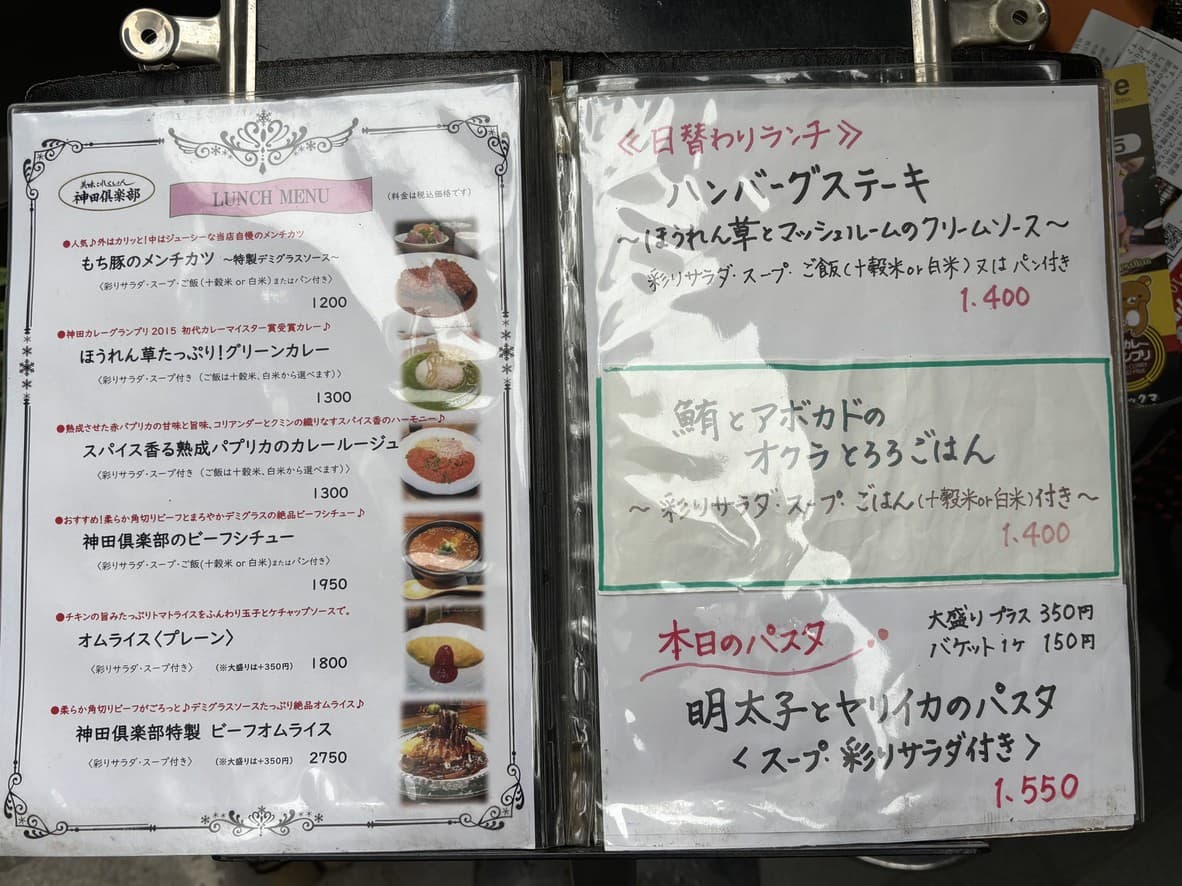 美味これくしょん
神田倶楽部
LUNCH MENU
(料金は税込価格です)
●人気♪外はカリッと!中はジューシーな当店自慢のメンチカツ
もち豚のメンチカツ ～特製デミグラスソース～
〈彩りサラダ・スープ・ご飯(十穀米 or 白米)またはパン付き〉
1200
●神田カレーグランプリ2015 初代カレーマイスター賞受賞カレー♪
ほうれん草たっぷり!グリーンカレー
〈彩りサラダ・スープ付き (ご飯は十穀米、白米から選べます)〉
1300
●熟成させた赤パプリカの甘味と旨味、コリアンダーとクミンの織りなすスパイス香のハーモニー♪
スパイス香る熟成パプリカのカレールージュ
〈彩りサラダ・スープ付き (ご飯は十穀米、白米から選べます)〉
1300
●おすすめ!柔らか角切りビーフとまろやかデミグラスの絶品ビーフシチュー♪
神田倶楽部のビーフシチュー
〈彩りサラダ・スープ・ご飯(十穀米 or 白米)またはパン付き〉
1950
●チキンの旨みたっぷりトマトライスをふんわり玉子とケチャップソースで。
オムライス〈プレーン〉
〈彩りサラダ・スープ付き〉 (※大盛りは+350円) 1800
●柔らか角切りビーフがごろっと♪デミグラスソースたっぷり絶品オムライス♪
神田倶楽部特製 ビーフオムライス
〈彩りサラダ・スープ付き〉 (※大盛りは+350円) 2750
≪日替わりランチ≫
ハンバーグステーキ
～ほうれん草とマッシュルームのクリームソース～
彩りサラダ・スープ・ご飯(十穀米or白米)又はパン付き
1.400
鮪とアボカドの
オクラとろろごはん
～彩りサラダ・スープ・ごはん(十穀米or白米)付き～
1.400
本日のパスタ
大盛りプラス 350円
バケット1ケ 150円
明太子とヤリイカのパスタ
<スープ・彩りサラダ付き>
1.550